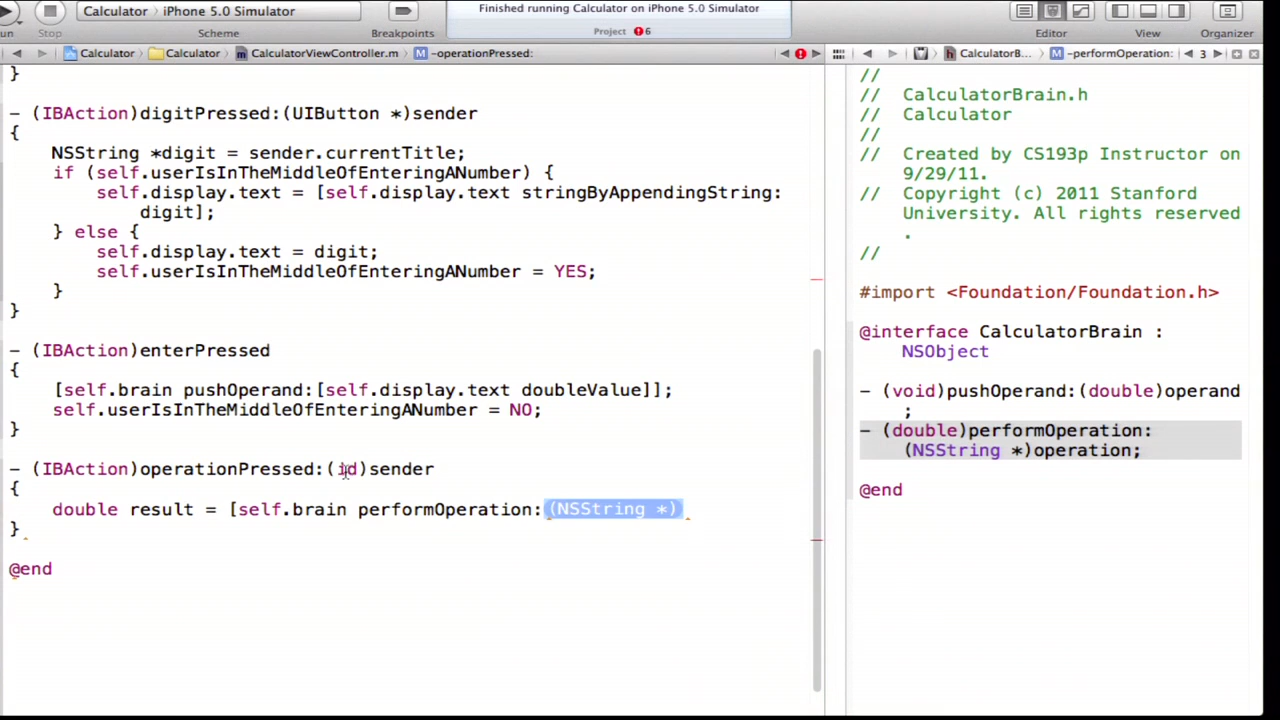 Calculator › iPhone 5.0 Simulator
Finished running Calculator on iPhone 5.0 Simulator
Project 6
un Stop Scheme Breakpoints Editor View Organizer
Calculator Calculator CalculatorViewController.m M -operationPressed:
h CalculatorB... M -performOperation: 3
}
- (IBAction)digitPressed:(UIButton *)sender
{
NSString *digit = sender.currentTitle;
if (self.userIsInTheMiddleOfEnteringANumber) {
self.display.text = [self.display.text stringByAppendingString:
digit];
} else {
self.display.text = digit;
self.userIsInTheMiddleOfEnteringANumber = YES;
}
}
- (IBAction)enterPressed
{
[self.brain pushOperand:[self.display.text doubleValue]];
self.userIsInTheMiddleOfEnteringANumber = NO;
}
- (IBAction)operationPressed:(id)sender
{
double result = [self.brain performOperation:(NSString *)
}
@end
//
// CalculatorBrain.h
// Calculator
//
// Created by CS193p Instructor on
9/29/11.
// Copyright (c) 2011 Stanford
University. All rights reserved
.
//
#import <Foundation/Foundation.h>
@interface CalculatorBrain :
NSObject
- (void)pushOperand:(double)operand
;
- (double)performOperation:
(NSString *)operation;
@end